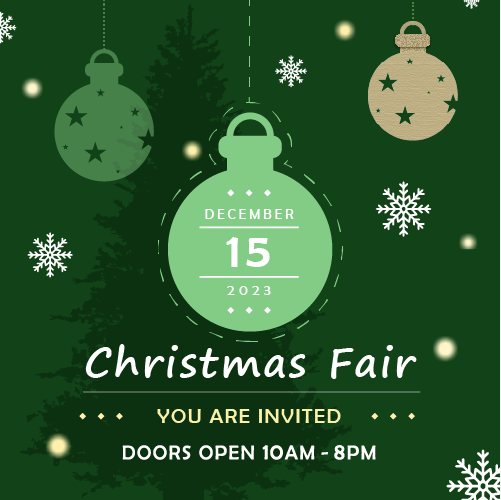 DECEMBER
15
2023
Christmas Fair
YOU ARE INVITED
DOORS OPEN 10AM - 8PM